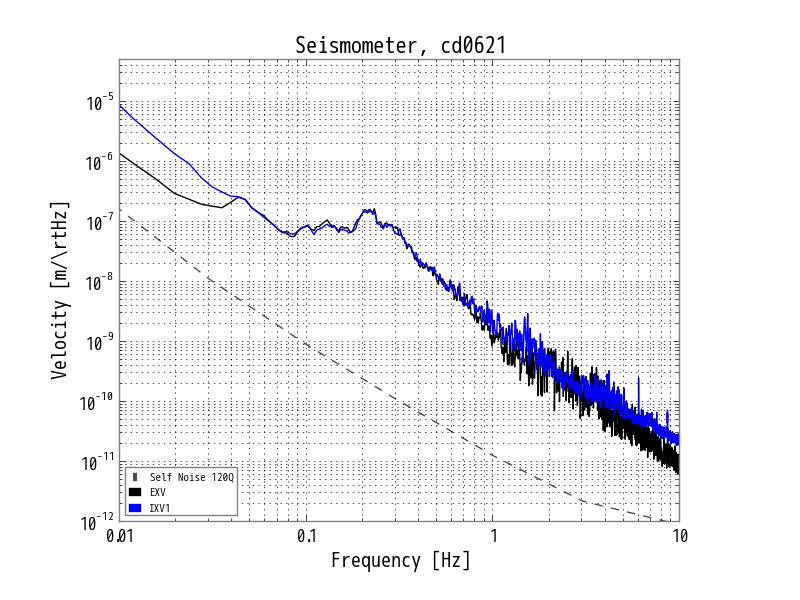 Seismometer, cd0621
Velocity [m/\rtHz]
10-5
10-6
10-7
10-8
10-9
10-10
10-11
10-12
Self Noise 120Q
EXV
IXV1
0.01 0.1 1 10
Frequency [Hz]